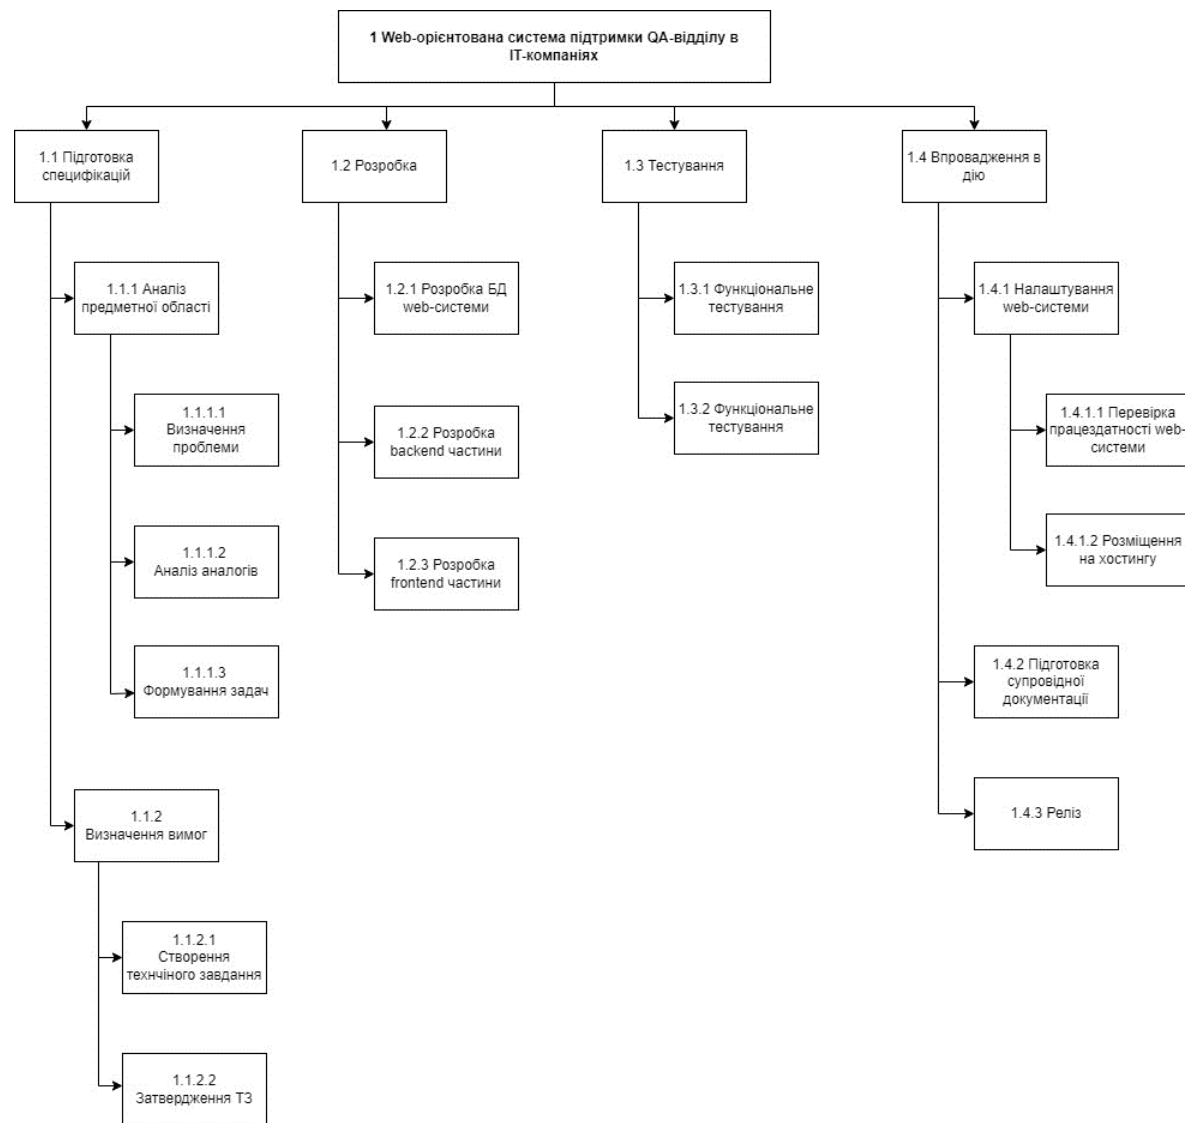 1 Web-орієнтована система підтримки QA-відділу в
ІТ-компаніях
1.1 Підготовка
специфікацій
1.2 Розробка
1.3 Тестування
1.4 Впровадження в
дію
1.1.1 Аналіз
предметної області
1.2.1 Розробка БД
web-системи
1.3.1 Функціональне
тестування
1.4.1 Налаштування
web-системи
1.1.1.1
Визначення
проблеми
1.2.2 Розробка
backend частини
1.3.2 Функціональне
тестування
1.4.1.1 Перевірка
працездатності web-
системи
1.1.1.2
Аналіз аналогів
1.2.3 Розробка
frontend частини
1.4.1.2 Розміщення
на хостингу
1.1.1.3
Формування задач
1.4.2 Підготовка
супровідної
документації
1.1.2
Визначення вимог
1.4.3 Реліз
1.1.2.1
Створення
технчіного завдання
1.1.2.2
Затвердження ТЗ